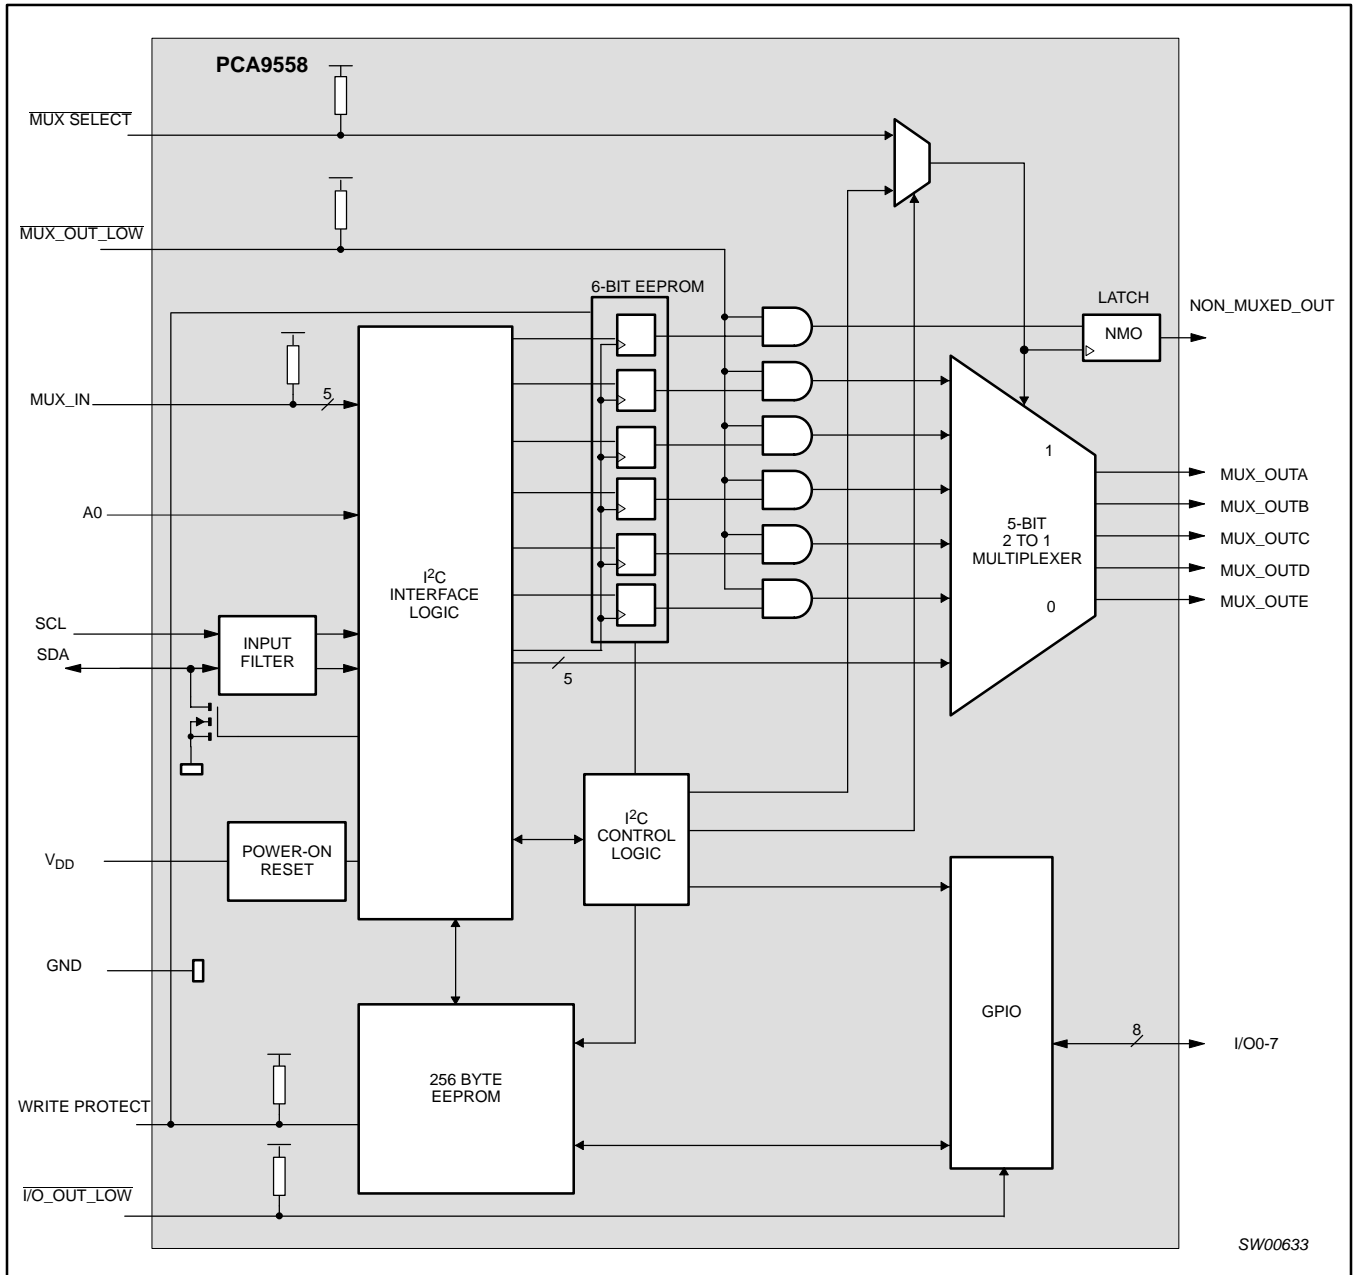 PCA9558
MUX SELECT
MUX_OUT_LOW
6-BIT EEPROM
LATCH
NON_MUXED_OUT
NMO
MUX_IN
5
1
MUX_OUTA
MUX_OUTB
MUX_OUTC
MUX_OUTD
MUX_OUTE
A0
5-BIT
2 TO 1
MULTIPLEXER
0
I²C
INTERFACE
LOGIC
SCL
SDA
INPUT
FILTER
5
I²C
CONTROL
LOGIC
VDD
POWER-ON
RESET
GND
GPIO
8
I/O0-7
256 BYTE
EEPROM
WRITE PROTECT
I/O_OUT_LOW
SW00633